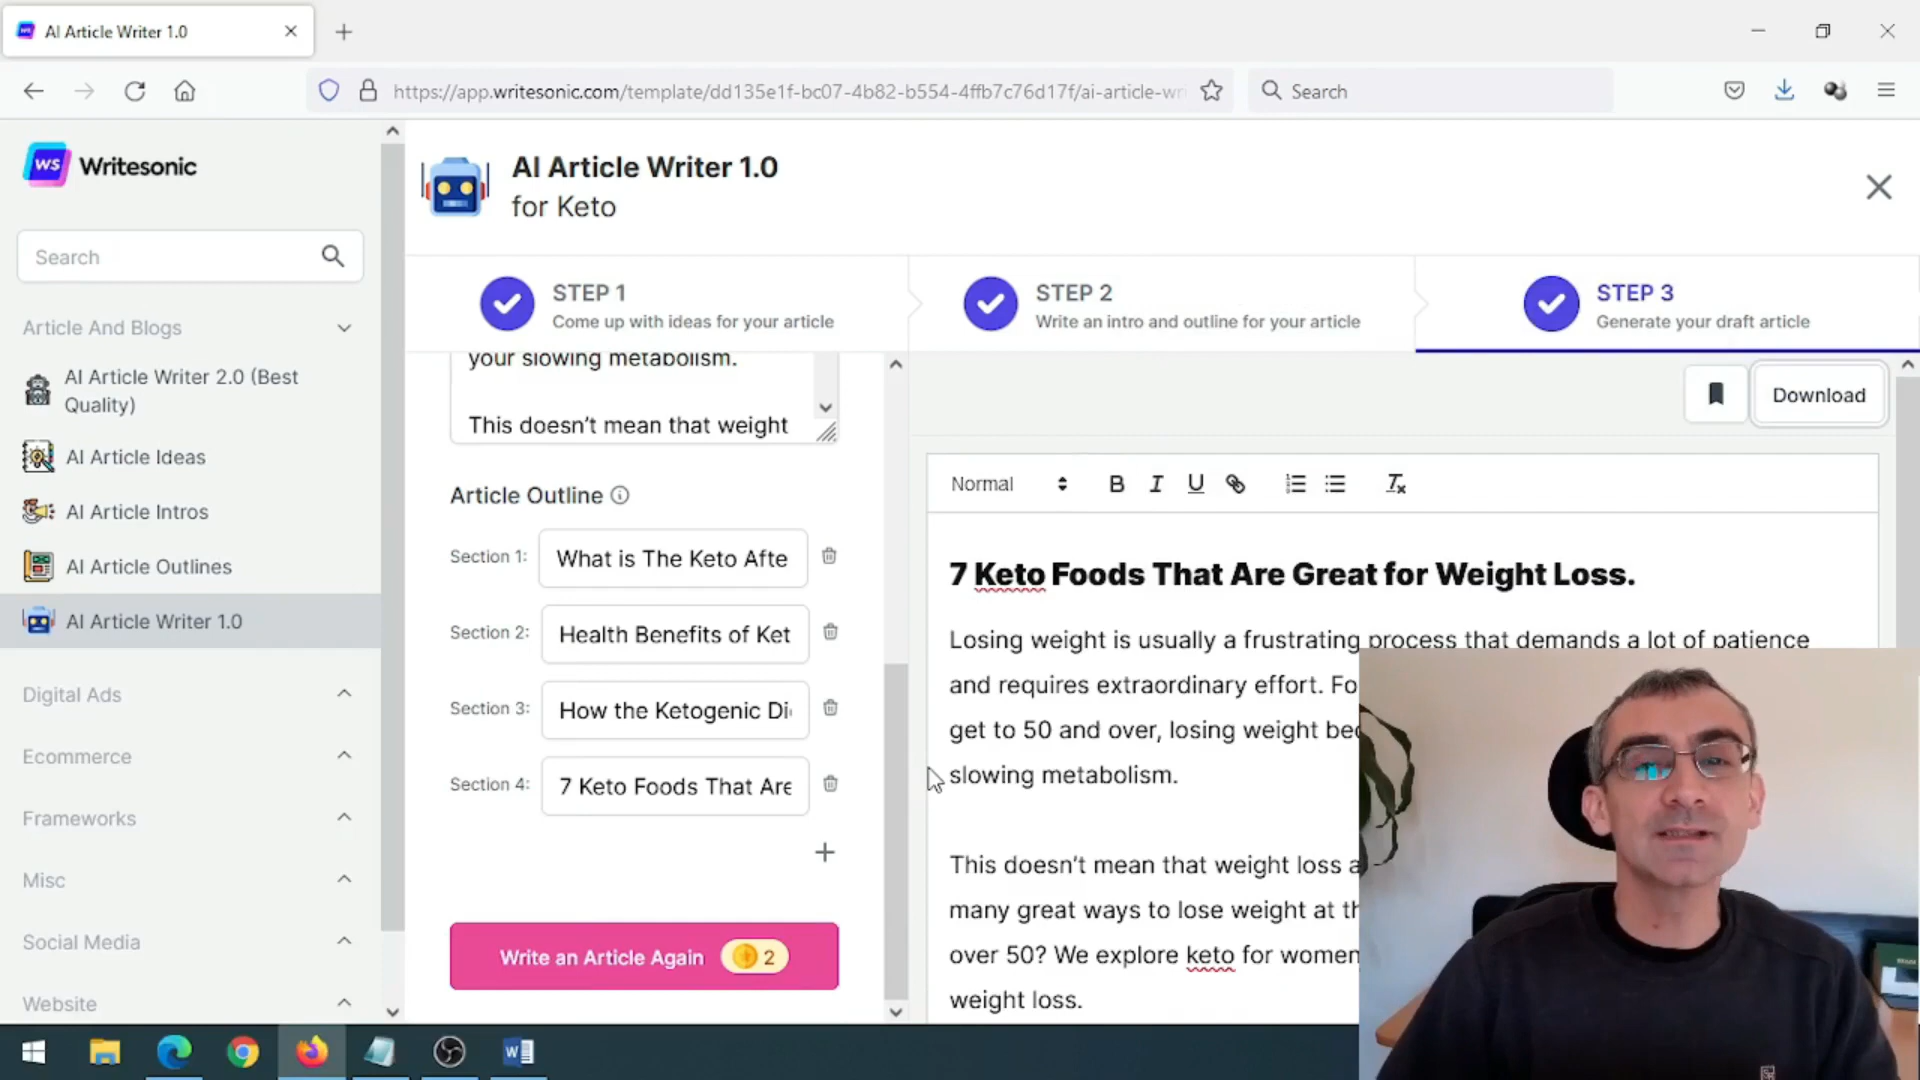 AI Article Writer 1.0
https://app.writesonic.com/template/dd135e1f-bc07-4b82-b554-4ffb7c76d17f/ai-article-wri
Search
WS Writesonic
Search
Article And Blogs
AI Article Writer 2.0 (Best
Quality)
AI Article Ideas
AI Article Intros
AI Article Outlines
AI Article Writer 1.0
Digital Ads
Ecommerce
Frameworks
Misc
Social Media
Website
AI Article Writer 1.0
for Keto
STEP 1
Come up with ideas for your article
STEP 2
Write an intro and outline for your article
STEP 3
Generate your draft article
your slowing metabolism.
This doesn't mean that weight
Article Outline
Section 1: What is The Keto Afte
Section 2: Health Benefits of Ket
Section 3: How the Ketogenic Di
Section 4: 7 Keto Foods That Are
Write an Article Again 2
Download
Normal B I U
7 Keto Foods That Are Great for Weight Loss.
Losing weight is usually a frustrating process that demands a lot of patience
and requires extraordinary effort. Fo
get to 50 and over, losing weight bec
slowing metabolism.
This doesn't mean that weight loss a
many great ways to lose weight at th
over 50? We explore keto for women
weight loss.